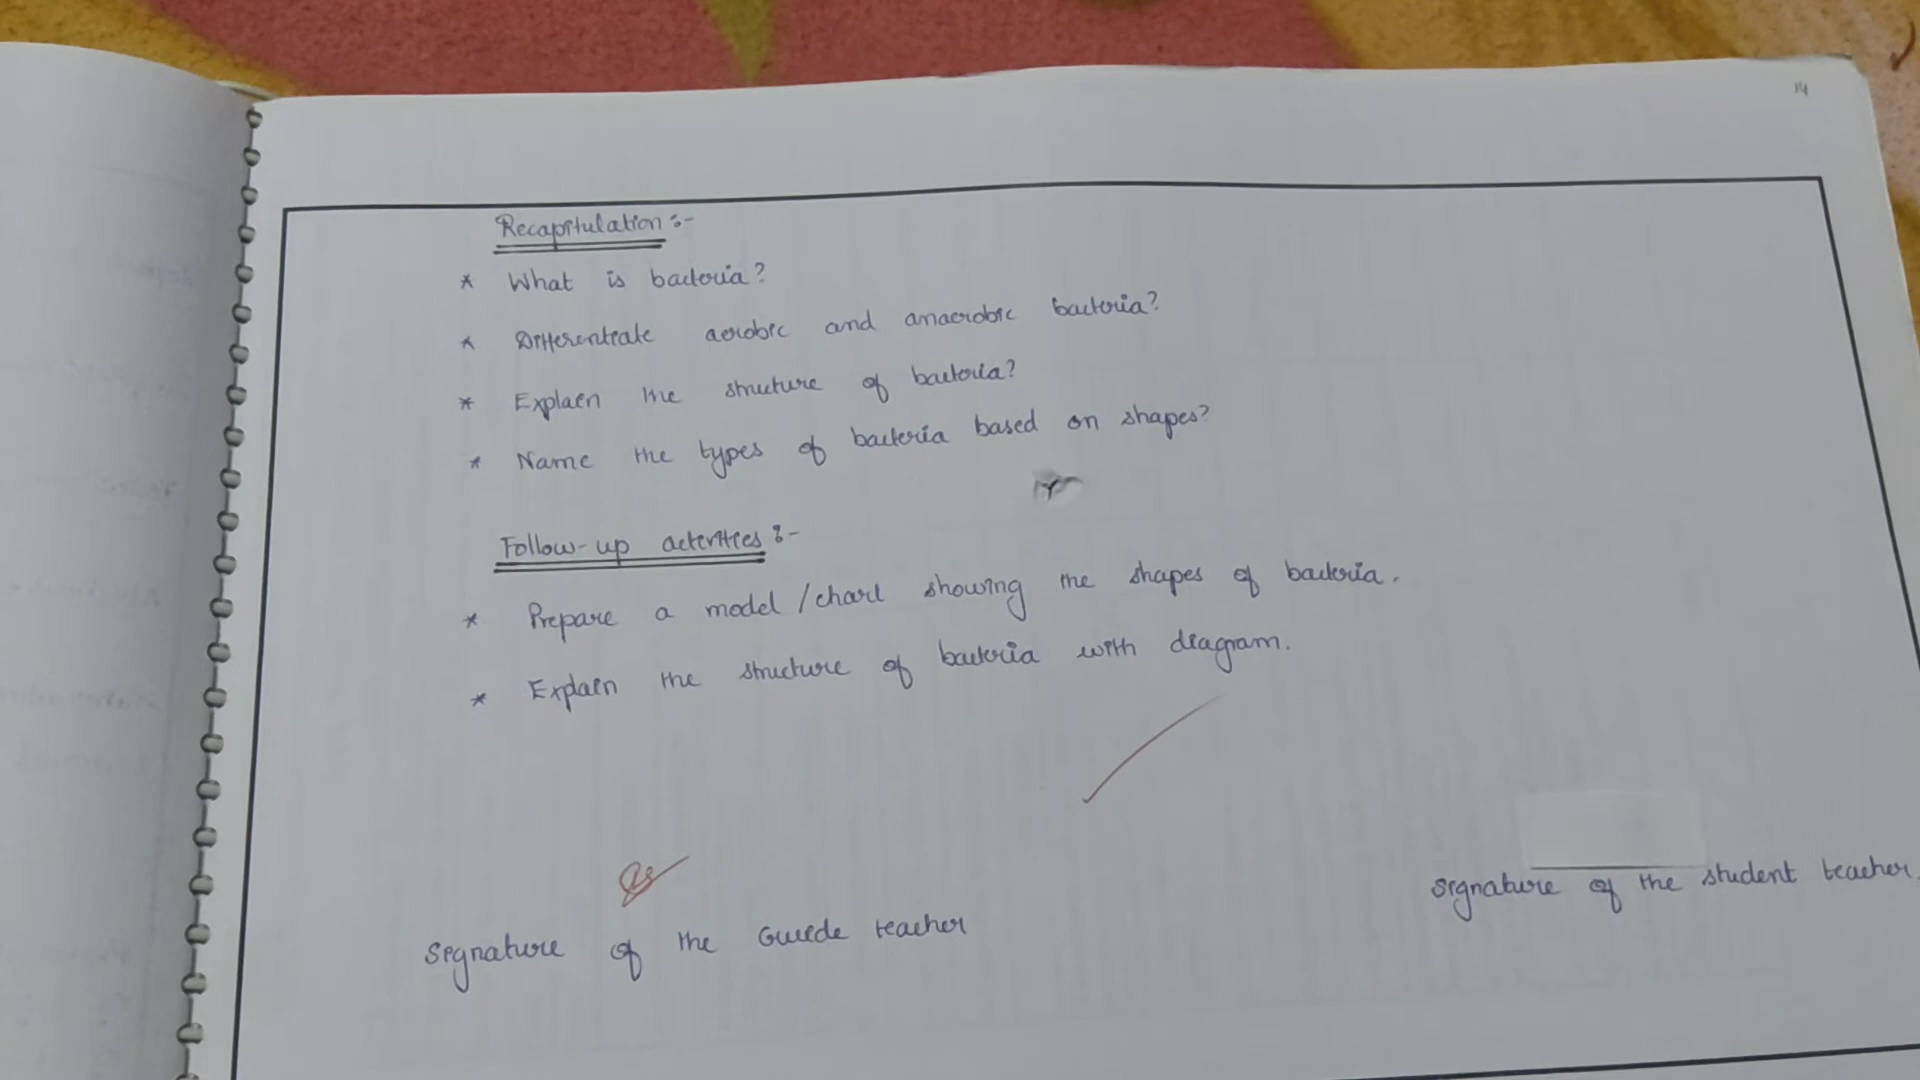 14
Recapitulation :-
* What is bacteria?
* Differentiate aerobic and anaerobic bacteria?
* Explain the structure of bacteria?
* Name the types of bacteria based on shapes?
Follow-up activities :-
* Prepare a model / chart showing the shapes of bacteria.
* Explain the structure of bacteria with diagram.
Signature of the Guide teacher
Signature of the student teacher.